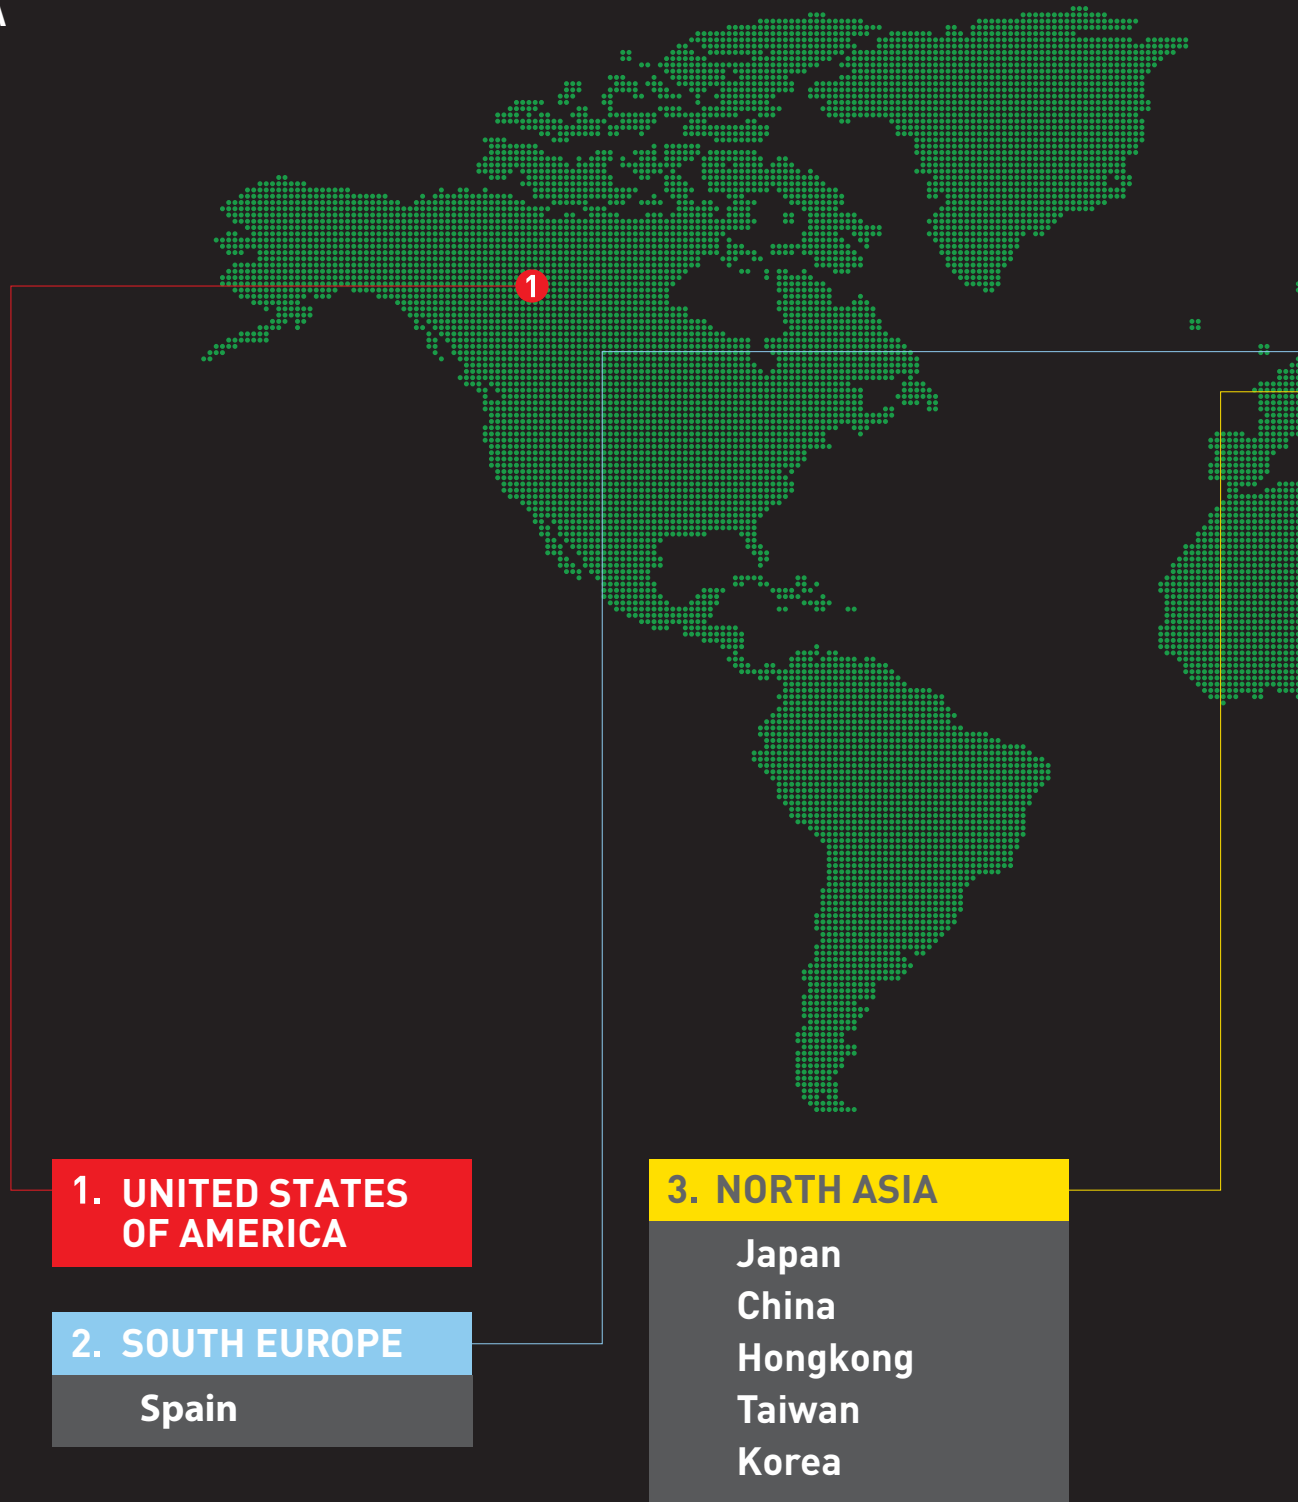 A
1
1. UNITED STATES
OF AMERICA
2. SOUTH EUROPE
Spain
3. NORTH ASIA
Japan
China
Hongkong
Taiwan
Korea